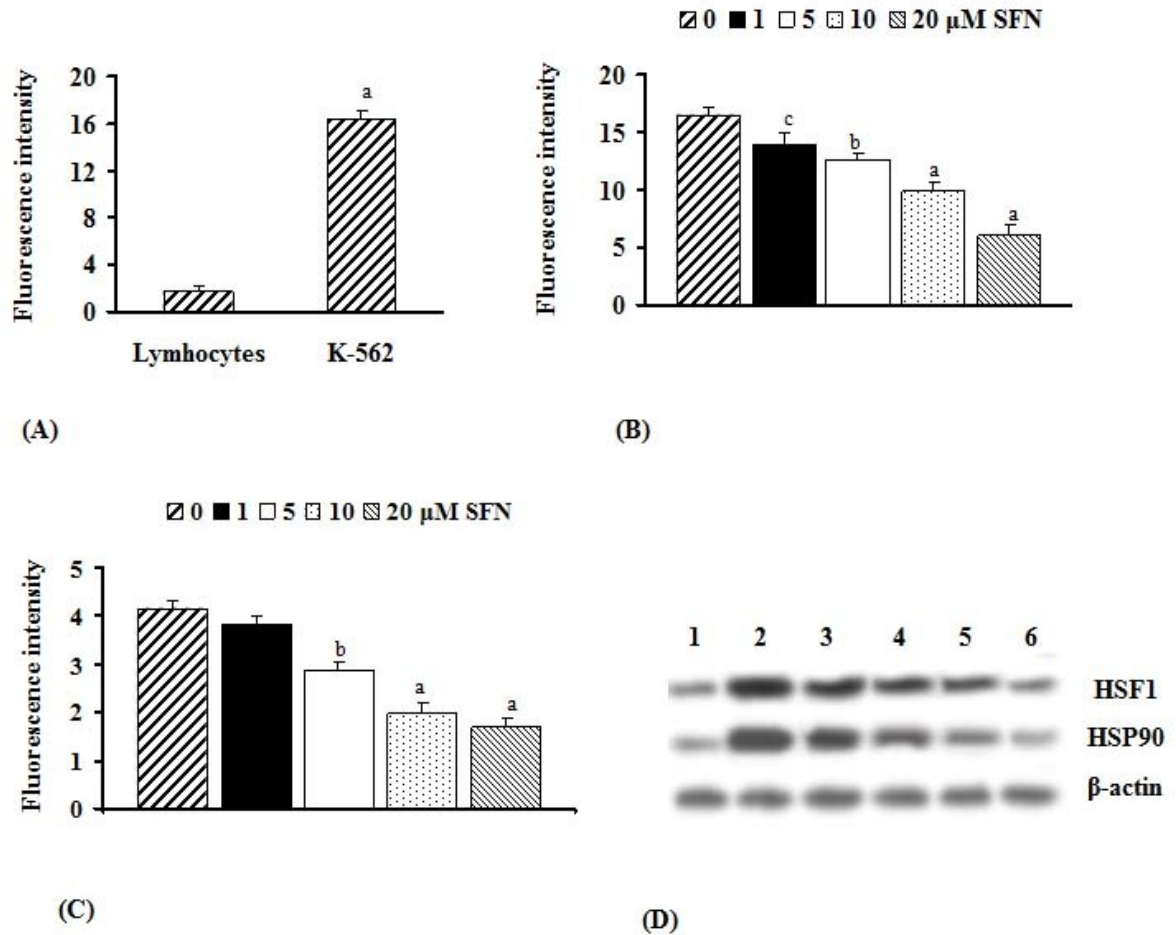 20
16
12
8
4
0
Fluorescence intensity
a
Lymhocytes K-562
(A)
0 1 5 10 20 µM SFN
20
15
10
5
0
Fluorescence intensity
c
b
a
a
(B)
0 1 5 10 20 µM SFN
5
4
3
2
1
0
Fluorescence intensity
b
a
a
(C)
1 2 3 4 5 6
HSF1
HSP90
β-actin
(D)